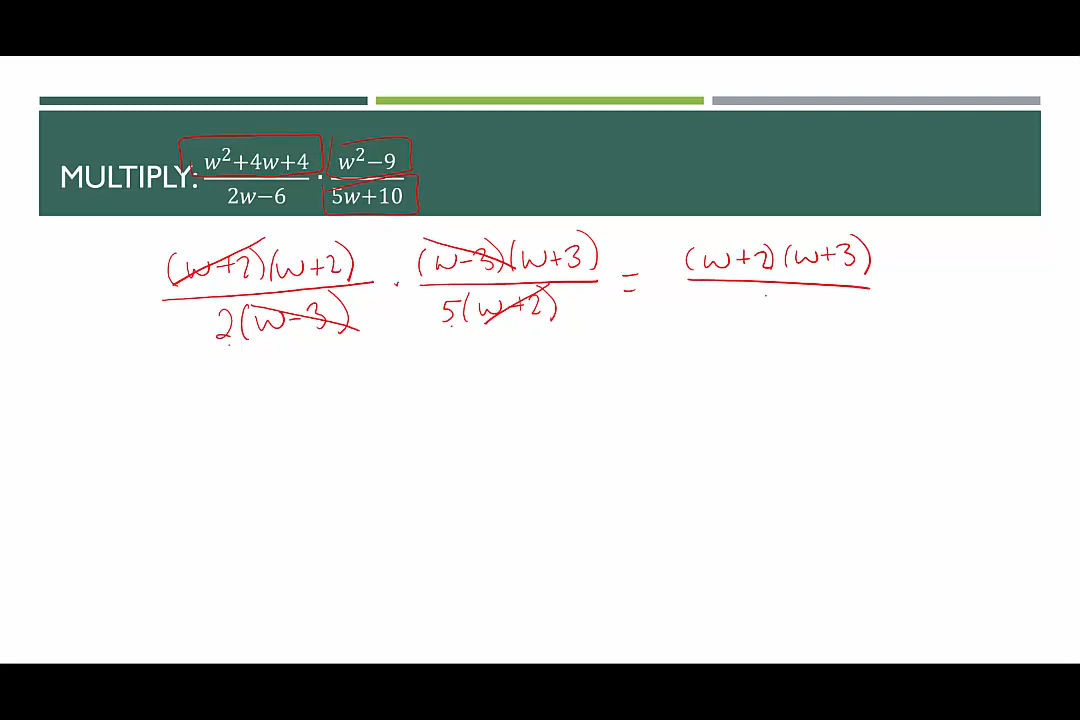 MULTIPLY: (w²+4w+4)/(2w−6) · (w²−9)/(5w+10)
(w+2)(w+2)/2(w-3) · (w-3)(w+3)/5(w+2) = (w+2)(w+3)